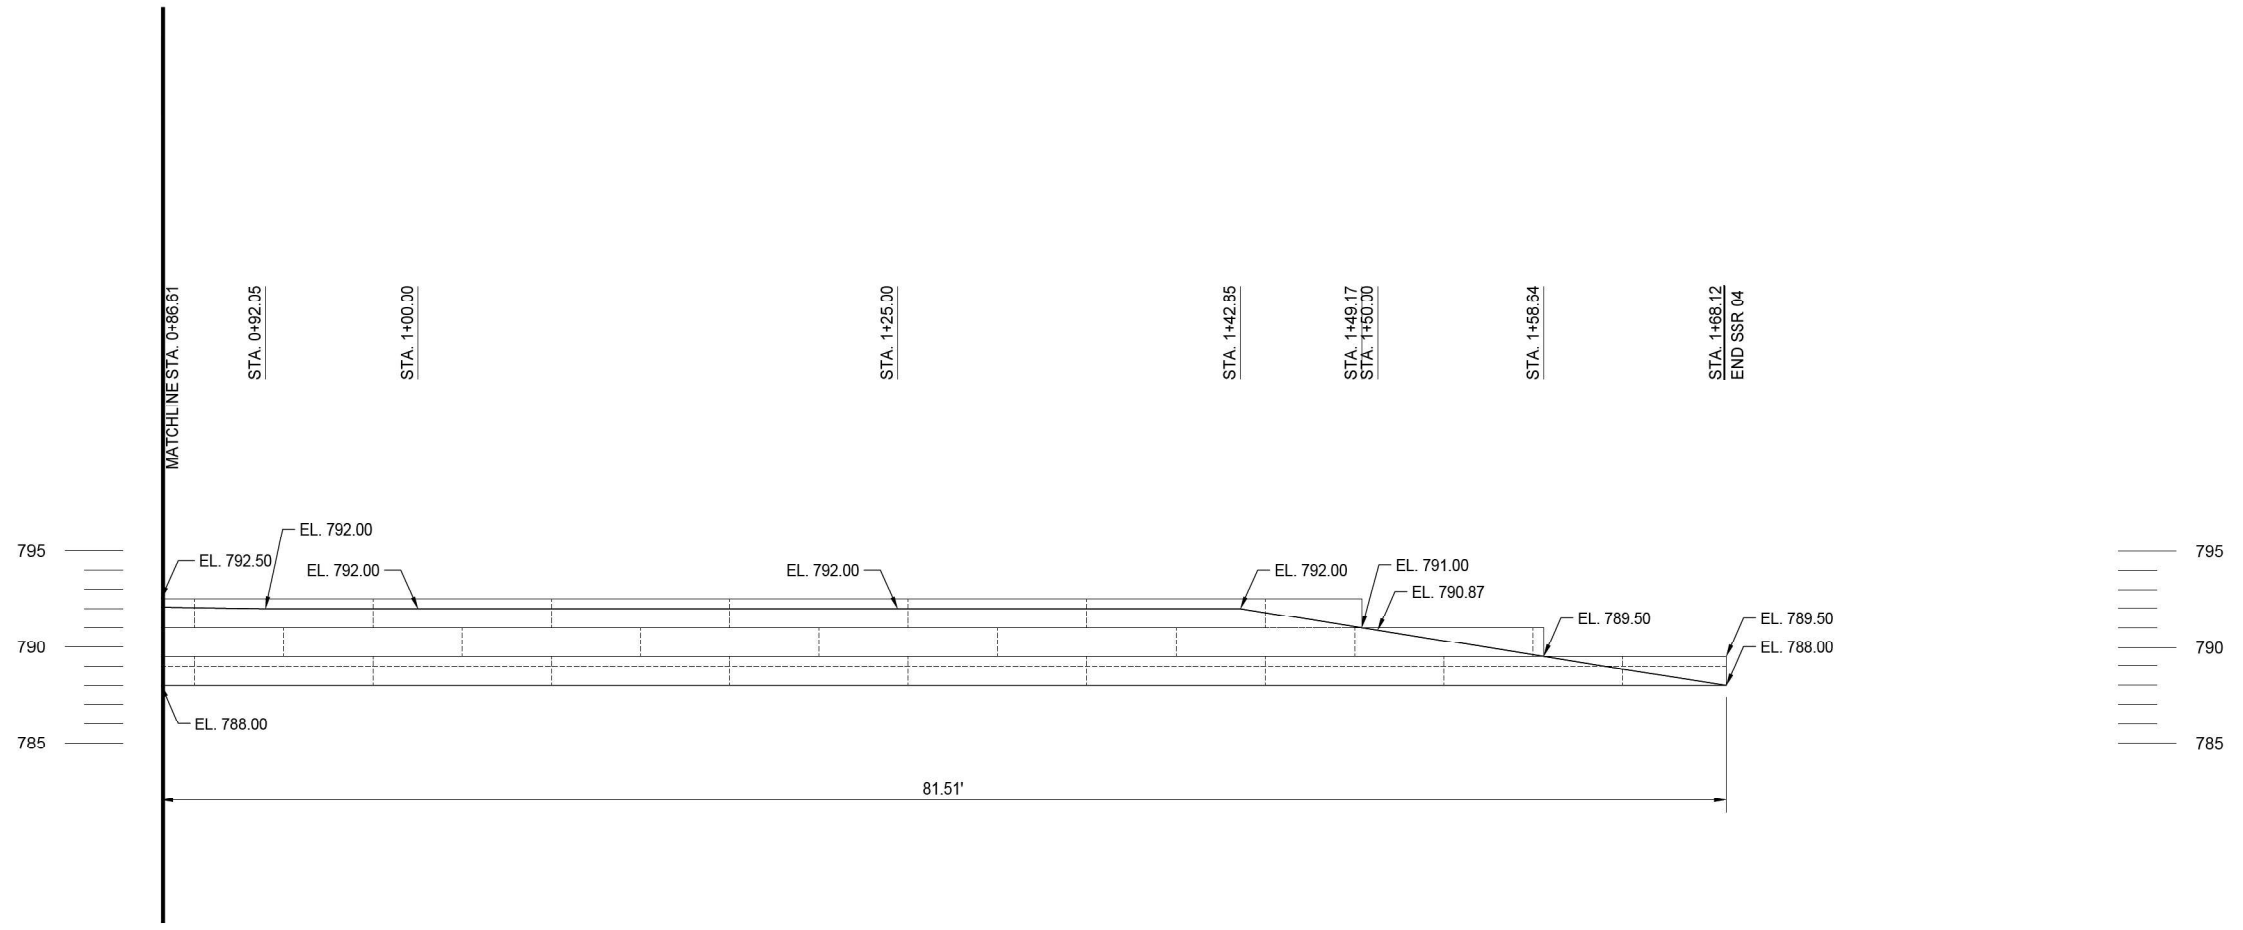 MATCHLINE STA. 0+86.61
STA. 0+92.05
STA. 1+00.00
STA. 1+25.00
STA. 1+42.85
STA. 1+49.17
STA. 1+50.00
STA. 1+58.64
STA. 1+68.12
END SSR 04
EL. 792.00
795
EL. 792.50
EL. 792.00
EL. 792.00
EL. 792.00
EL. 791.00
795
EL. 790.87
EL. 789.50
EL. 789.50
790
EL. 788.00
790
EL. 788.00
785
785
81.51'